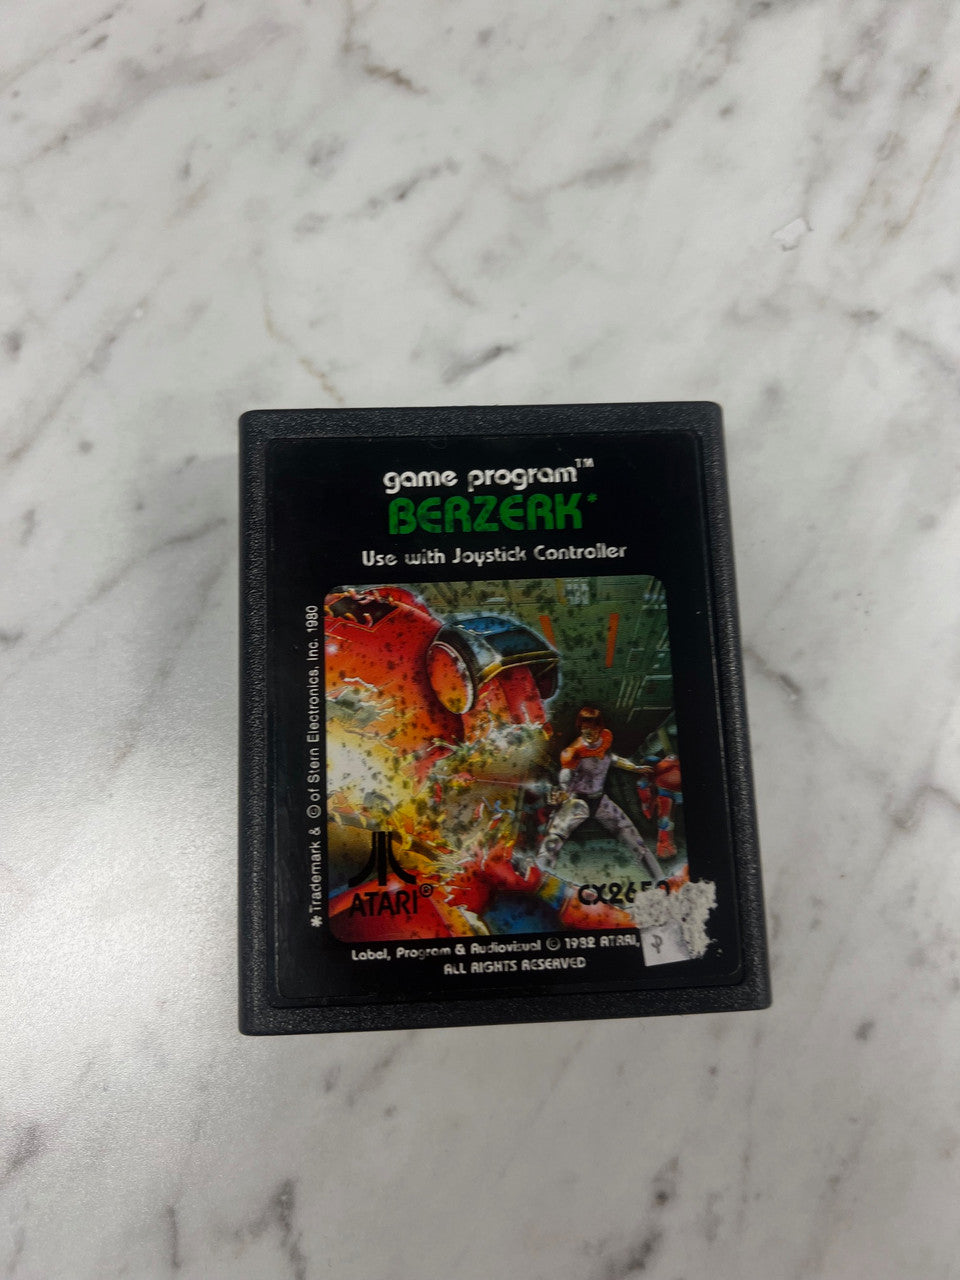 game program™
BERZERK*
Use with Joystick Controller
* Trademark & © of Stern Electronics, Inc. 1980
ATARI®
CX2650
Label, Program & Audiovisual © 1982 ATARI,
ALL RIGHTS RESERVED